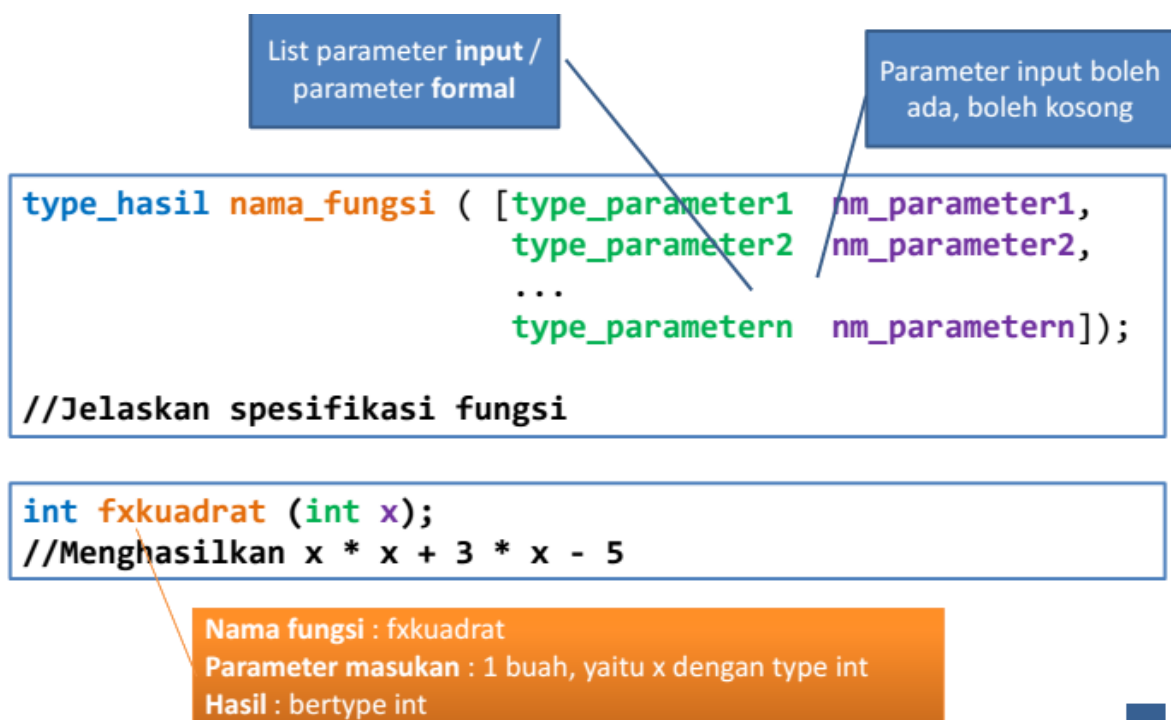 List parameter input /
parameter formal
Parameter input boleh
ada, boleh kosong
type_hasil nama_fungsi ( [type_parameter1 nm_parameter1,
type_parameter2 nm_parameter2,
...
type_parametern nm_parametern]);
//Jelaskan spesifikasi fungsi
int fxkuadrat (int x);
//Menghasilkan x * x + 3 * x - 5
Nama fungsi : fxkuadrat
Parameter masukan : 1 buah, yaitu x dengan type int
Hasil : bertype int